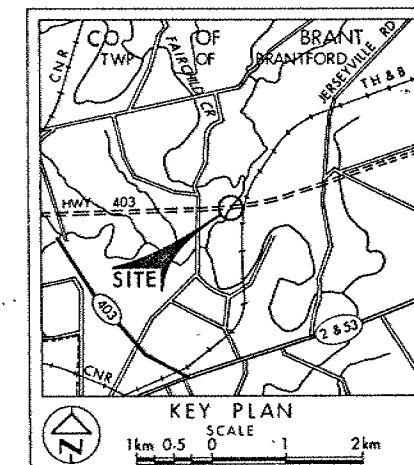 CO OF BRANT
TWP OF BRANTFORD
CNR
FAIRCHILD CR
JERSEYVILLE RD
TH & B
HWY 403
SITE
403
2 & 53
CNR
N
KEY PLAN
SCALE
1km 0·5 0 1 2km